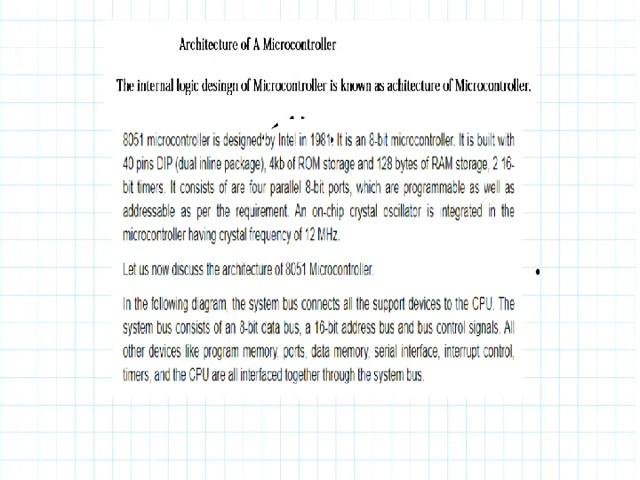 Architecture of A Microcontroller
The internal logic desingn of Microcontroller is known as achitecture of Microcontroller.
8051 microcontroller is designed by Intel in 1981. It is an 8-bit microcontroller. It is built with
40 pins DIP (dual inline package), 4kb of ROM storage and 128 bytes of RAM storage, 2 16-
bit timers. It consists of are four parallel 8-bit ports, which are programmable as well as
addressable as per the requirement. An on-chip crystal oscillator is integrated in the
microcontroller having crystal frequency of 12 MHz.
Let us now discuss the architecture of 8051 Microcontroller.
In the following diagram, the system bus connects all the support devices to the CPU. The
system bus consists of an 8-bit data bus, a 16-bit address bus and bus control signals. All
other devices like program memory, ports, data memory, serial interface, interrupt control,
timers, and the CPU are all interfaced together through the system bus.